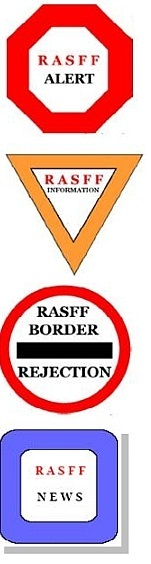 RASFF
ALERT
RASFF
INFORMATION
RASFF
BORDER
REJECTION
RASFF
NEWS